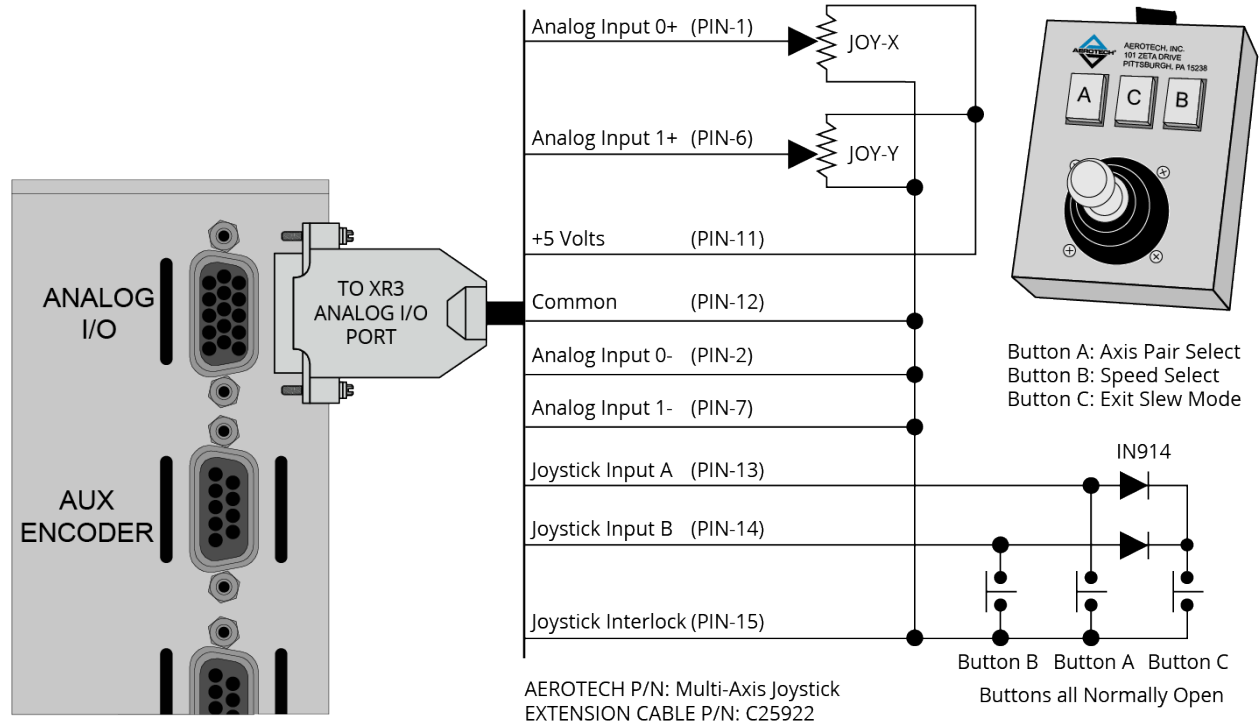 Analog Input 0+ (PIN-1)
JOY-X
Analog Input 1+ (PIN-6)
JOY-Y
+5 Volts (PIN-11)
Common (PIN-12)
Analog Input 0- (PIN-2)
Analog Input 1- (PIN-7)
Joystick Input A (PIN-13)
Joystick Input B (PIN-14)
Joystick Interlock (PIN-15)
ANALOG
I/O
TO XR3
ANALOG I/O
PORT
AUX
ENCODER
AEROTECH
AEROTECH, INC.
101 ZETA DRIVE
PITTSBURGH, PA 15238
A C B
Button A: Axis Pair Select
Button B: Speed Select
Button C: Exit Slew Mode
IN914
Button B Button A Button C
Buttons all Normally Open
AEROTECH P/N: Multi-Axis Joystick
EXTENSION CABLE P/N: C25922